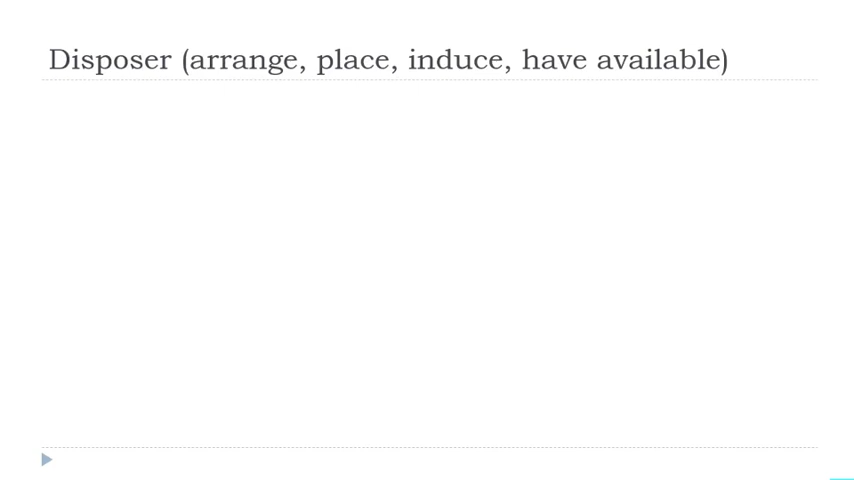 Disposer (arrange, place, induce, have available)